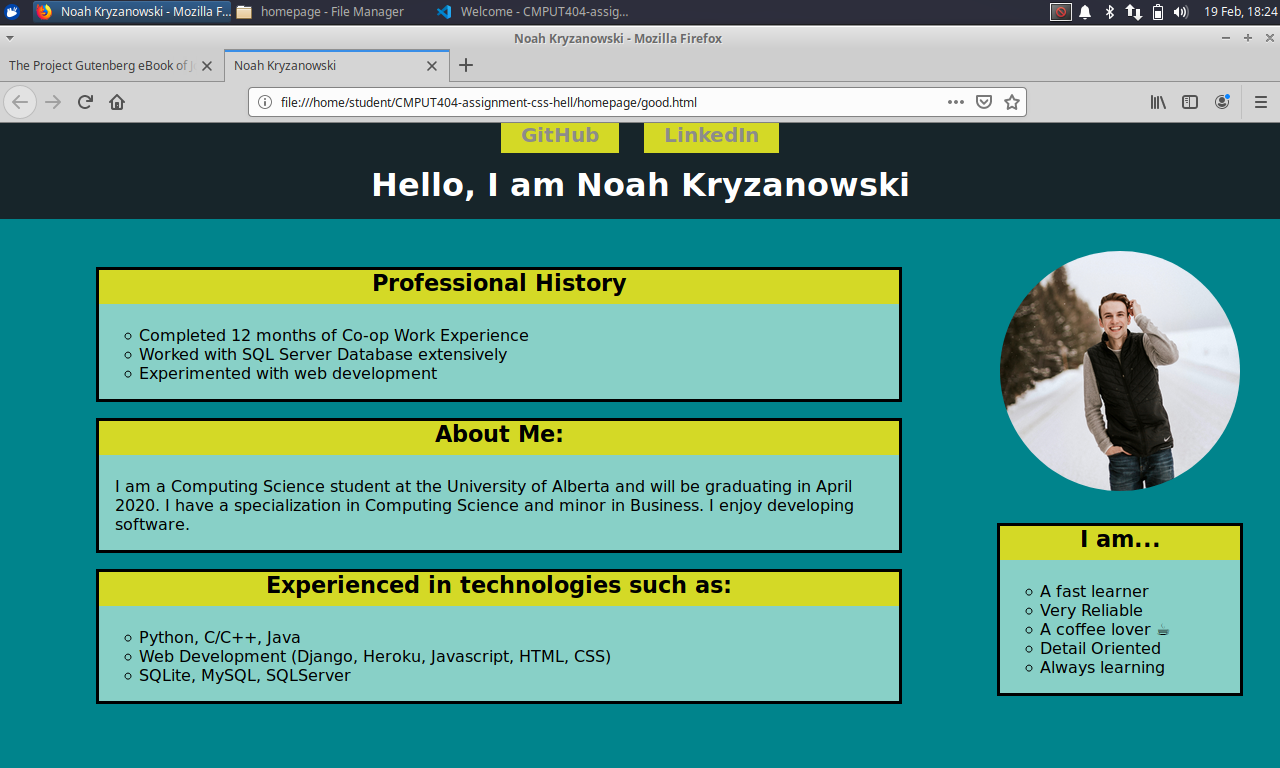 Noah Kryzanowski - Mozilla F...
homepage - File Manager
Welcome - CMPUT404-assig...
19 Feb, 18:24
Noah Kryzanowski - Mozilla Firefox
The Project Gutenberg eBook of
Noah Kryzanowski
file:///home/student/CMPUT404-assignment-css-hell/homepage/good.html
GitHub
LinkedIn
Hello, I am Noah Kryzanowski
Professional History
Completed 12 months of Co-op Work Experience
Worked with SQL Server Database extensively
Experimented with web development
About Me:
I am a Computing Science student at the University of Alberta and will be graduating in April
2020. I have a specialization in Computing Science and minor in Business. I enjoy developing
software.
Experienced in technologies such as:
Python, C/C++, Java
Web Development (Django, Heroku, Javascript, HTML, CSS)
SQLite, MySQL, SQLServer
I am...
A fast learner
Very Reliable
A coffee lover ☕
Detail Oriented
Always learning